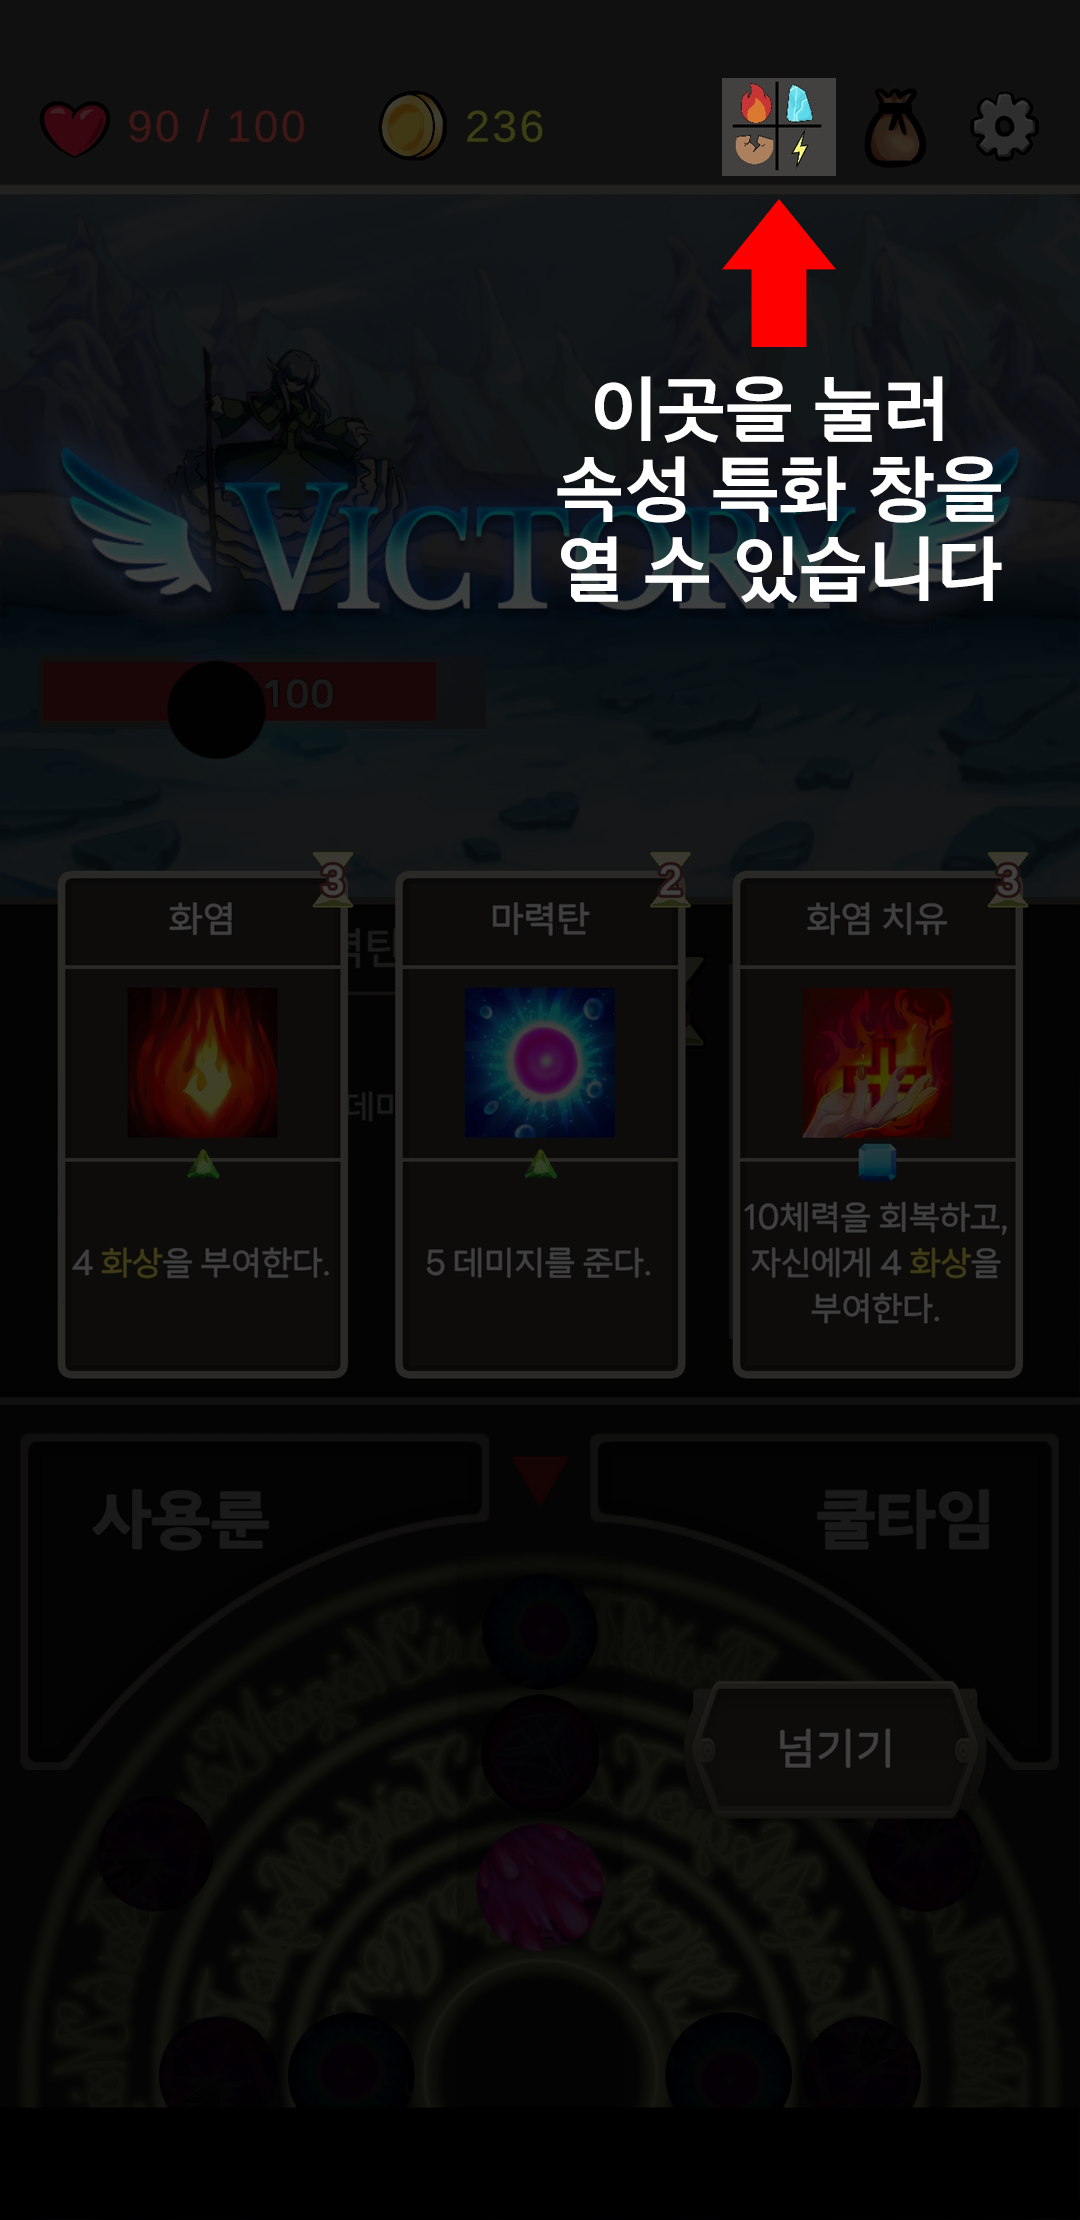 90 / 100
236
이곳을 눌러
속성 특화 창을
열 수 있습니다
VICTORY
100
3
2
3
화염
마력탄
화염 치유
4 화상을 부여한다.
5 데미지를 준다.
10체력을 회복하고,
자신에게 4 화상을
부여한다.
사용룬
쿨타임
넘기기